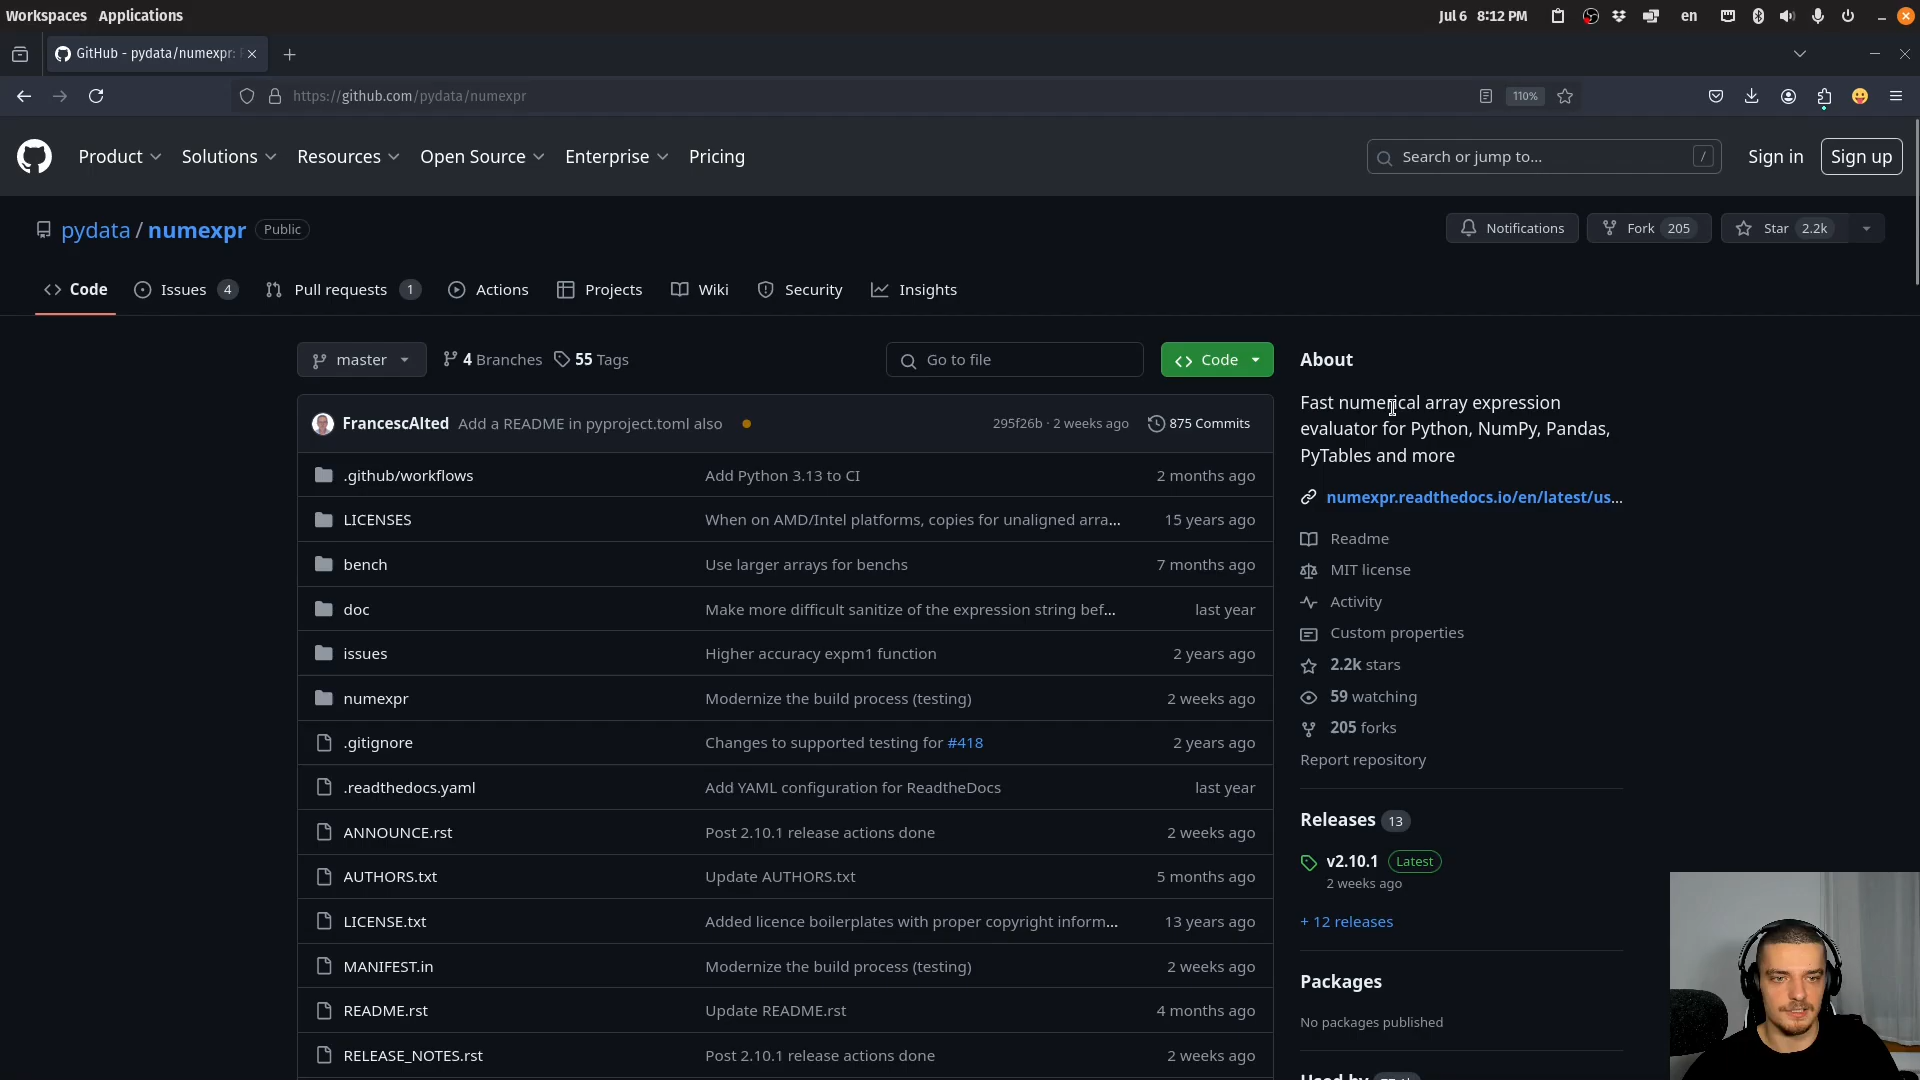 Workspaces Applications
Jul 6 8:12 PM
en
GitHub - pydata/numexpr:
https://github.com/pydata/numexpr
110%
Product
Solutions
Resources
Open Source
Enterprise
Pricing
Search or jump to...
/
Sign in
Sign up
pydata / numexpr Public
Notifications
Fork 205
Star 2.2k
Code
Issues 4
Pull requests 1
Actions
Projects
Wiki
Security
Insights
master
4 Branches
55 Tags
Go to file
Code
FrancescAlted Add a README in pyproject.toml also 295f26b · 2 weeks ago 875 Commits
.github/workflows Add Python 3.13 to CI 2 months ago
LICENSES When on AMD/Intel platforms, copies for unaligned arra... 15 years ago
bench Use larger arrays for benchs 7 months ago
doc Make more difficult sanitize of the expression string bef... last year
issues Higher accuracy expm1 function 2 years ago
numexpr Modernize the build process (testing) 2 weeks ago
.gitignore Changes to supported testing for #418 2 years ago
.readthedocs.yaml Add YAML configuration for ReadtheDocs last year
ANNOUNCE.rst Post 2.10.1 release actions done 2 weeks ago
AUTHORS.txt Update AUTHORS.txt 5 months ago
LICENSE.txt Added licence boilerplates with proper copyright inform... 13 years ago
MANIFEST.in Modernize the build process (testing) 2 weeks ago
README.rst Update README.rst 4 months ago
RELEASE_NOTES.rst Post 2.10.1 release actions done 2 weeks ago
About
Fast numerical array expression
evaluator for Python, NumPy, Pandas,
PyTables and more
numexpr.readthedocs.io/en/latest/us...
Readme
MIT license
Activity
Custom properties
2.2k stars
59 watching
205 forks
Report repository
Releases 13
v2.10.1 Latest
2 weeks ago
+ 12 releases
Packages
No packages published
Used by